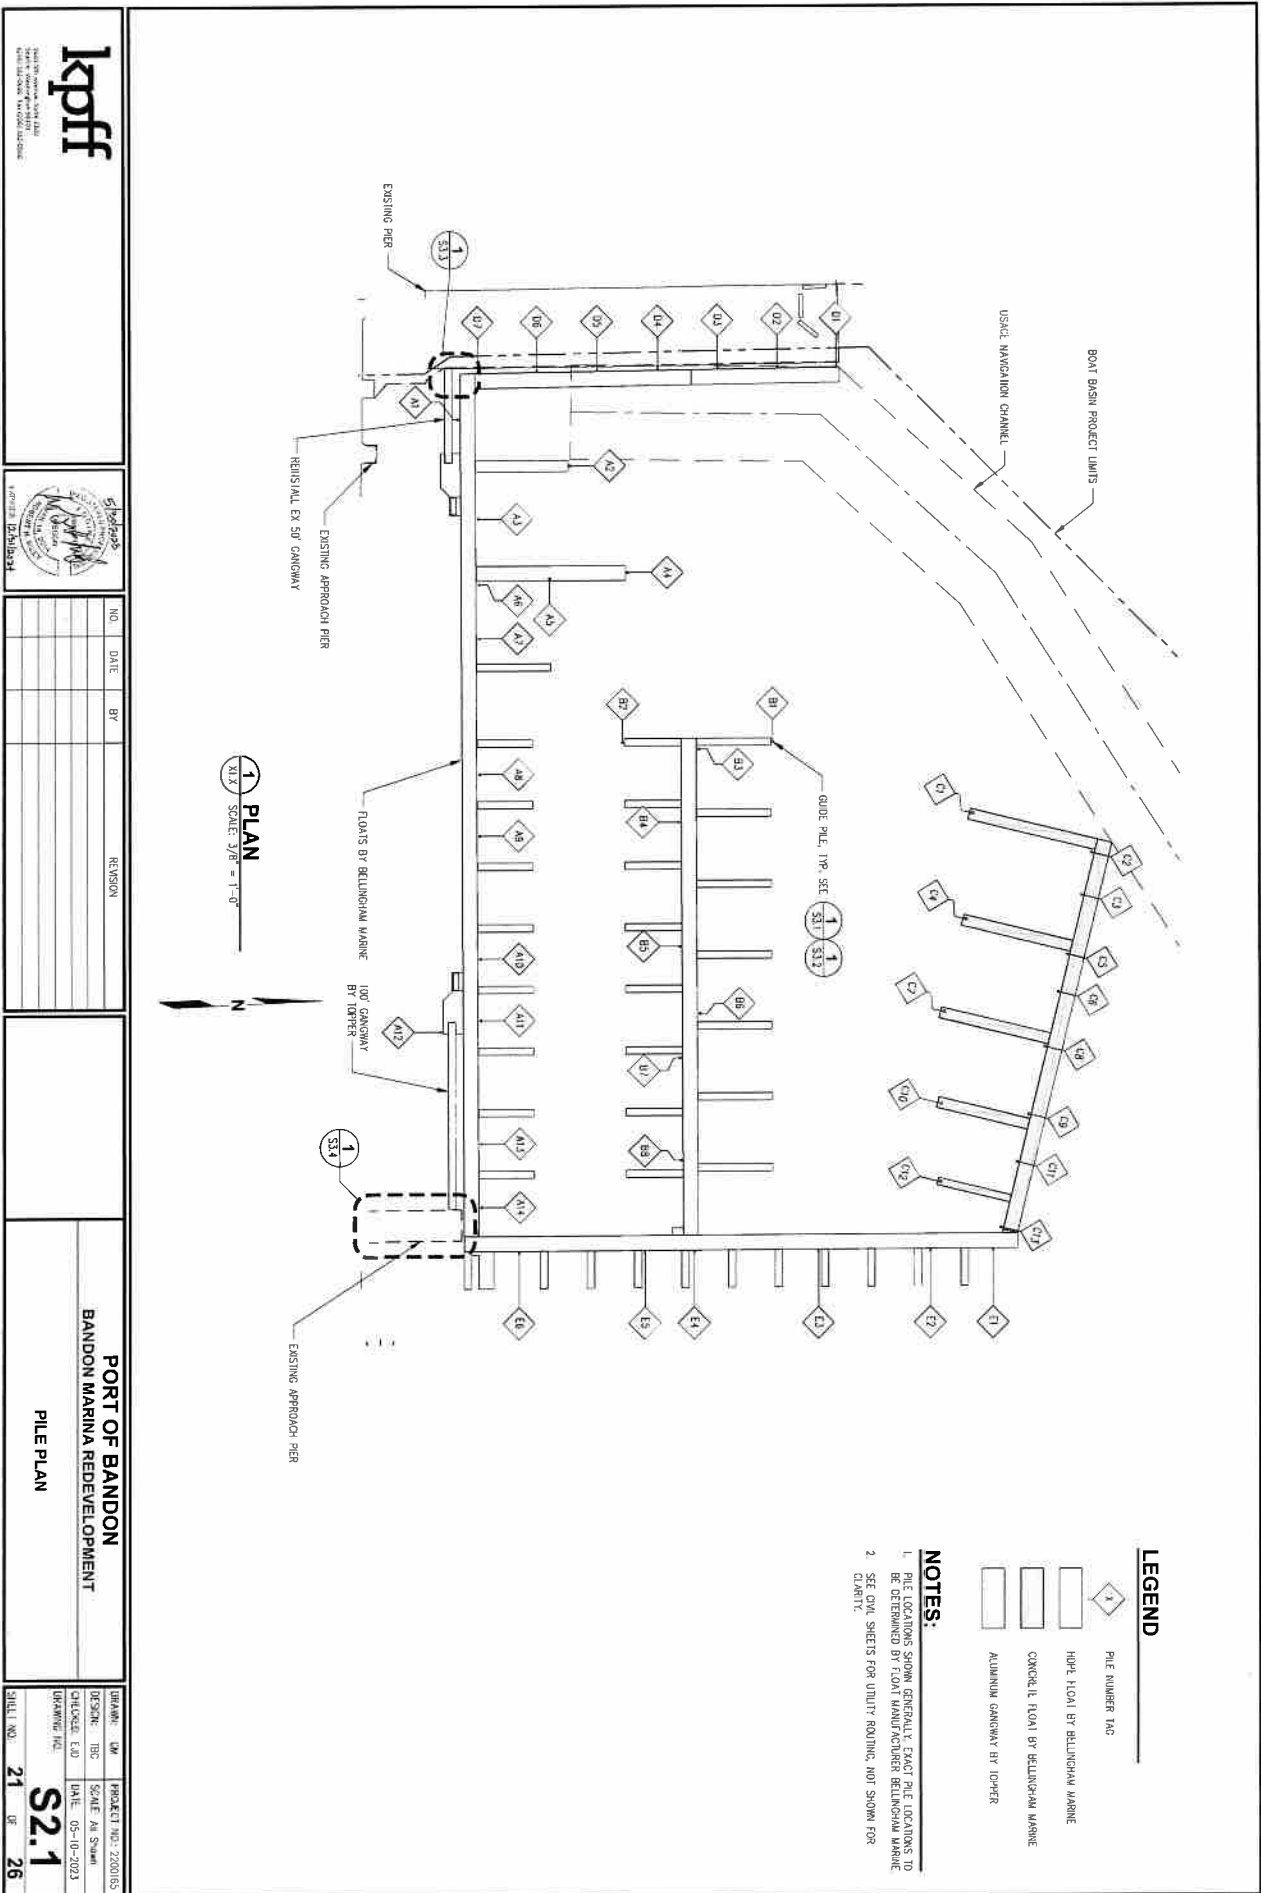 BOAT BASIN PROJECT LIMITS
USACE NAVIGATION CHANNEL
EXISTING PIER
1
S3.3
D7
D6
D5
D4
D3
D2
D1
A1
A2
A3
A4
A5
A6
A7
A8
A9
A10
A11
A12
A13
A14
B1
B2
B3
B4
B5
B6
B7
B8
C1
C2
C3
C4
C5
C6
C7
C8
C9
C10
C11
C12
C13
E1
E2
E3
E4
E5
E6
GUIDE PILE, TYP. SEE
1
S3.1
1
S3.2
EXISTING APPROACH PIER
REINSTALL EX 50' GANGWAY
FLOATS BY BELLINGHAM MARINE
100' GANGWAY
BY TOPPER
1
S3.4
EXISTING APPROACH PIER
N
1
X1.X
PLAN
SCALE: 3/8" = 1'-0"
LEGEND
X
PILE NUMBER TAG
HDPE FLOAT BY BELLINGHAM MARINE
CONCRETE FLOAT BY BELLINGHAM MARINE
ALUMINUM GANGWAY BY TOPPER
NOTES:
1. PILE LOCATIONS SHOWN GENERALLY. EXACT PILE LOCATIONS TO
BE DETERMINED BY FLOAT MANUFACTURER BELLINGHAM MARINE
2 SEE CIVIL SHEETS FOR UTILITY ROUTING, NOT SHOWN FOR
CLARITY.
kpff
NO.
DATE
BY
REVISION
PORT OF BANDON
BANDON MARINA REDEVELOPMENT
PILE PLAN
DRAWN: DM
PROJECT NO.: 2200165
DESIGN: TBC
SCALE: As Shown
CHECKED: EJD
DATE: 05-10-2023
DRAWING NO.:
S2.1
SHEET NO.: 21 OF 26